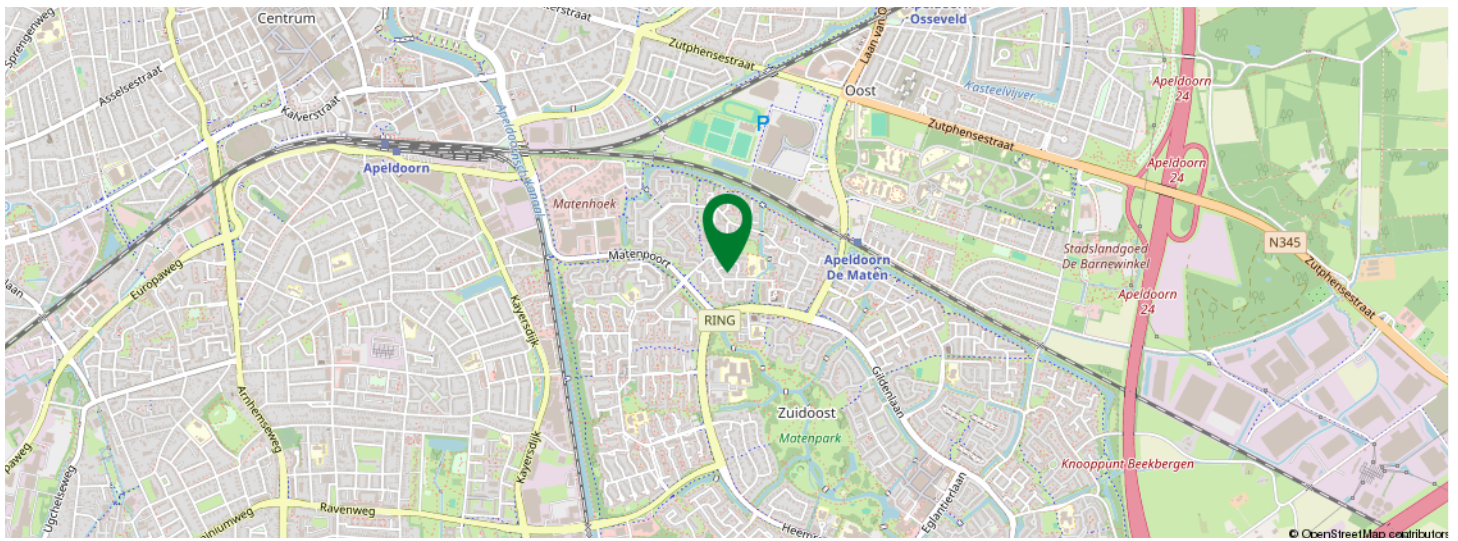 Sprengenweg
Centrum
Asselsestraat
Kalverstraat
Apeldoorn
Apeldoorns Kanaal
Zutphensestraat
Osseveld
Laan van O
Oost
Kasteelvijver
Zutphensestraat
Apeldoorn
24
Apeldoorn
24
P
Matenhoek
Matenpoort
Apeldoorn
De Maten
Stadslandgoed
De Barnewinkel
N345
Zutphensestraat
Apeldoorn
24
Europaweg
Kayersdijk
RING
Gildenlaan
Zuidoost
Matenpark
Arnhemseweg
Kayersdijk
Knooppunt Beekbergen
Ugchelseweg
Ravenweg
Eglantierlaan
© OpenStreetMap contributors